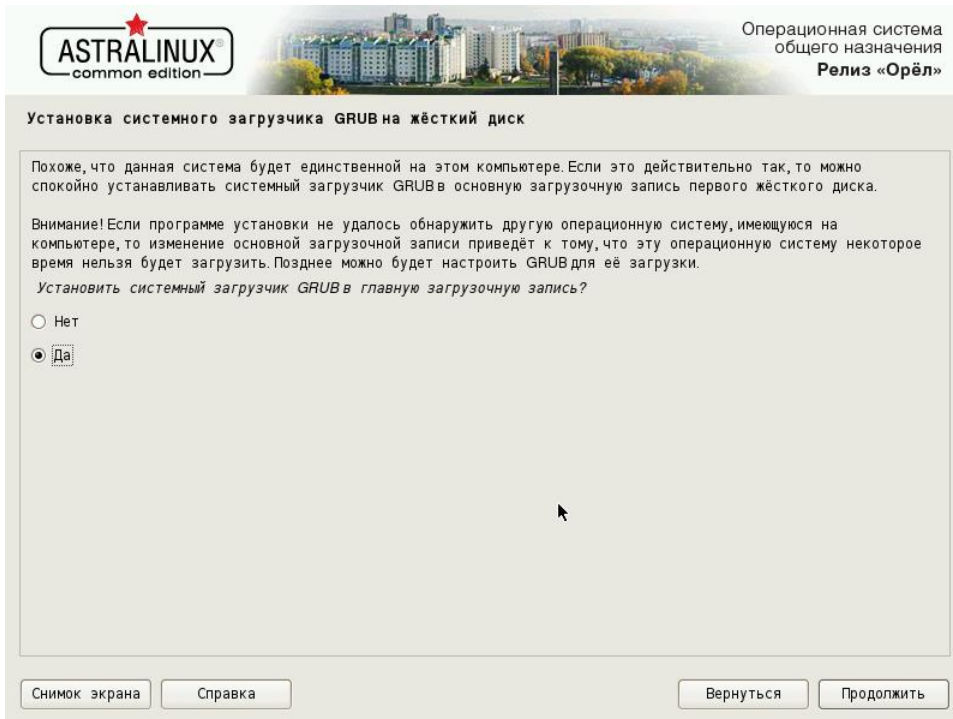 ASTRALINUX®
common edition
Операционная система
общего назначения
Релиз «Орёл»
Установка системного загрузчика GRUB на жёсткий диск
Похоже, что данная система будет единственной на этом компьютере. Если это действительно так, то можно
спокойно устанавливать системный загрузчик GRUB в основную загрузочную запись первого жёсткого диска.
Внимание! Если программе установки не удалось обнаружить другую операционную систему, имеющуюся на
компьютере, то изменение основной загрузочной записи приведёт к тому, что эту операционную систему некоторое
время нельзя будет загрузить. Позднее можно будет настроить GRUB для её загрузки.
Установить системный загрузчик GRUB в главную загрузочную запись?
Нет
Да
Снимок экрана
Справка
Вернуться
Продолжить